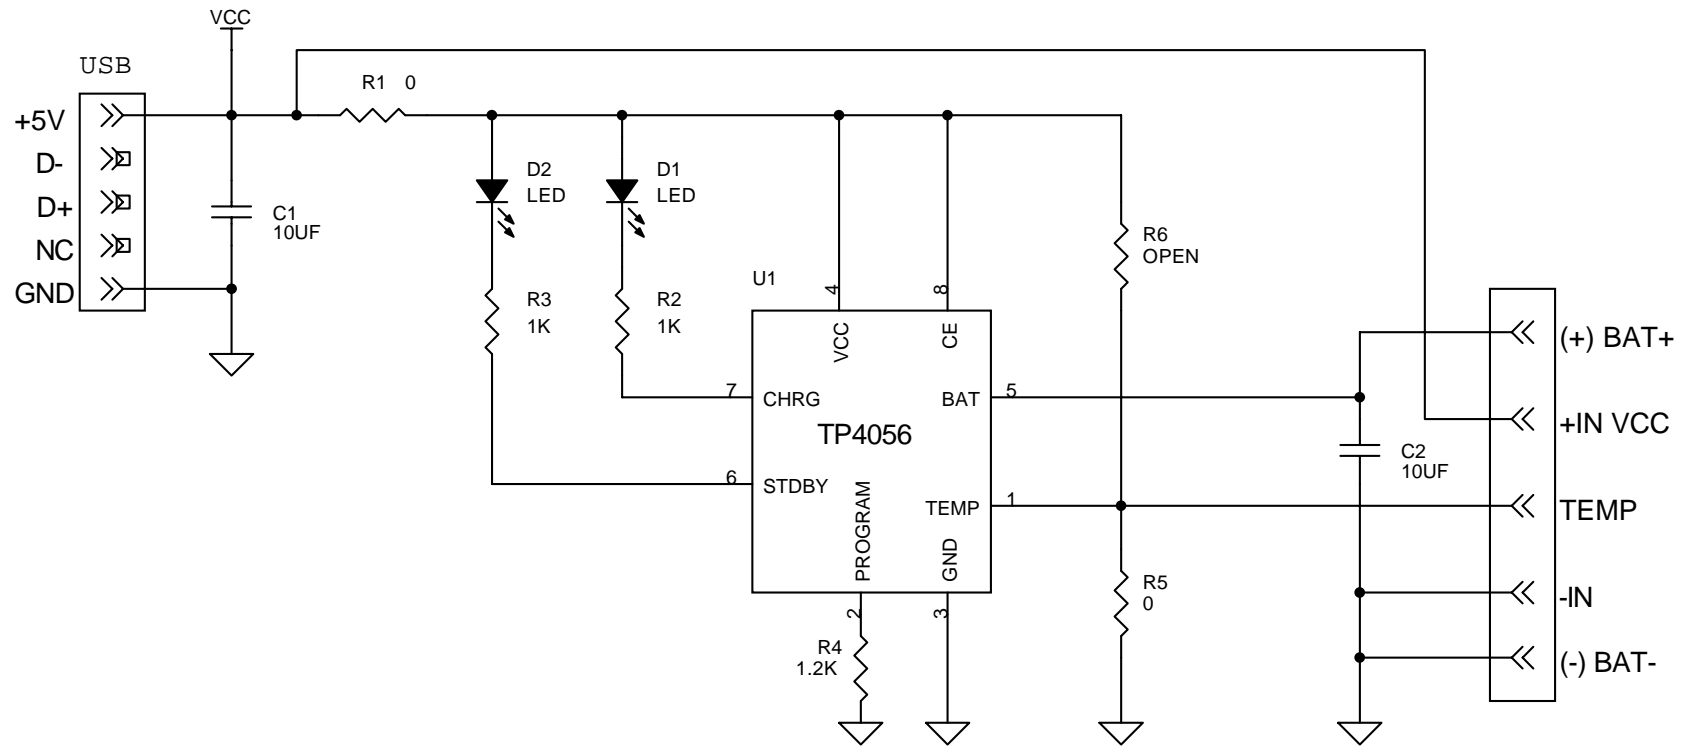 VCC
USB
+5V
D-
D+
NC
GND
C1
10UF
R1 0
D2
LED
D1
LED
R3
1K
R2
1K
R6
OPEN
U1
4
8
VCC
CE
7
CHRG
BAT
5
TP4056
6
STDBY
PROGRAM
TEMP
1
GND
2
3
R4
1.2K
R5
0
C2
10UF
(+) BAT+
+IN VCC
TEMP
-IN
(-) BAT-